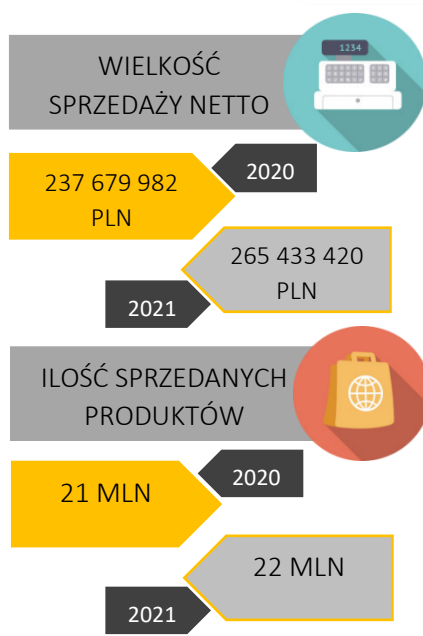 1234
WIELKOŚĆ
SPRZEDAŻY NETTO
237 679 982
PLN
2020
265 433 420
PLN
2021
ILOŚĆ SPRZEDANYCH
PRODUKTÓW
21 MLN
2020
22 MLN
2021